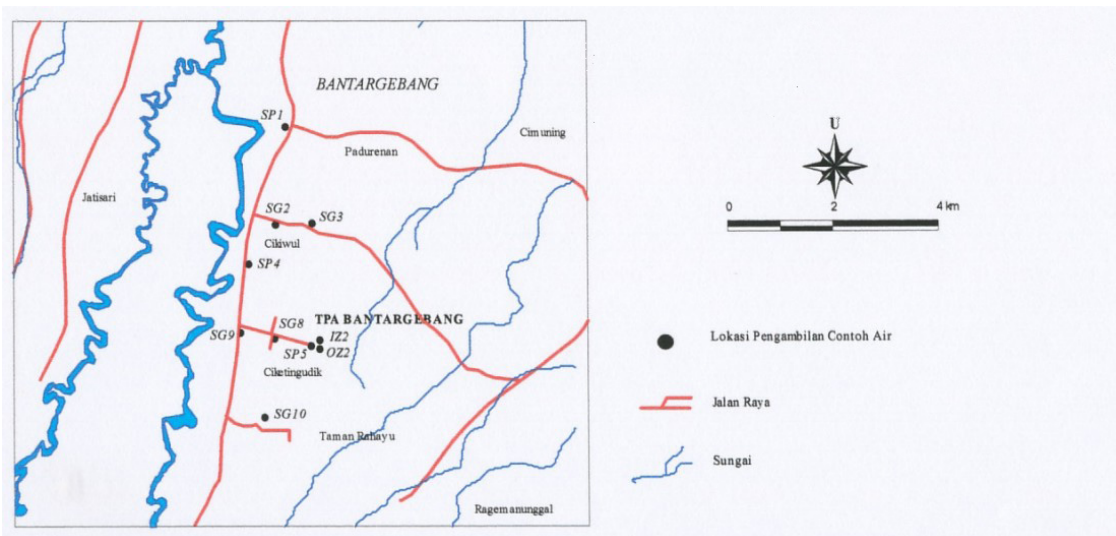 BANTARGEBANG
SP1
Cimuning
Padurenan
Jatisari
SG2
SG3
Cikiwul
SP4
TPA BANTARGEBANG
SG8
SG9
IZ2
SP5
OZ2
Ciketingudik
SG10
Taman Rahayu
Ragemanunggal
U
0
2
4 km
Lokasi Pengambilan Contoh Air
Jalan Raya
Sungai